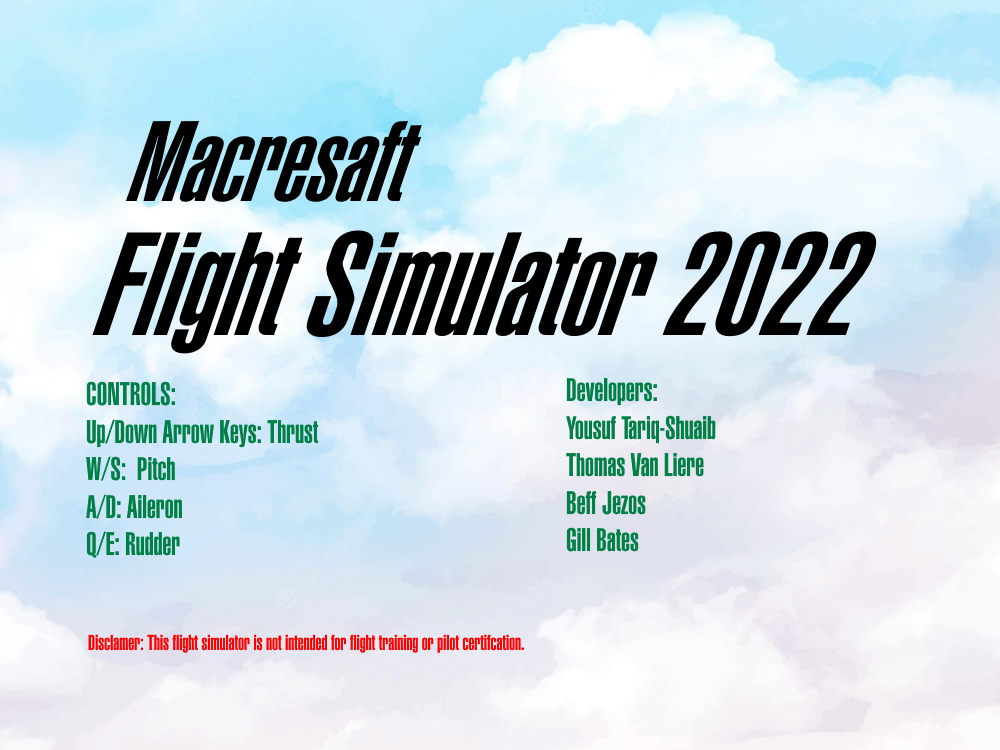 Macresaft
Flight Simulator 2022
CONTROLS:
Up/Down Arrow Keys: Thrust
W/S:  Pitch
A/D: Aileron
Q/E: Rudder
Developers:
Yousuf Tariq-Shuaib
Thomas Van Liere
Beff Jezos
Gill Bates
Disclamer: This flight simulator is not intended for flight training or pilot certifcation.